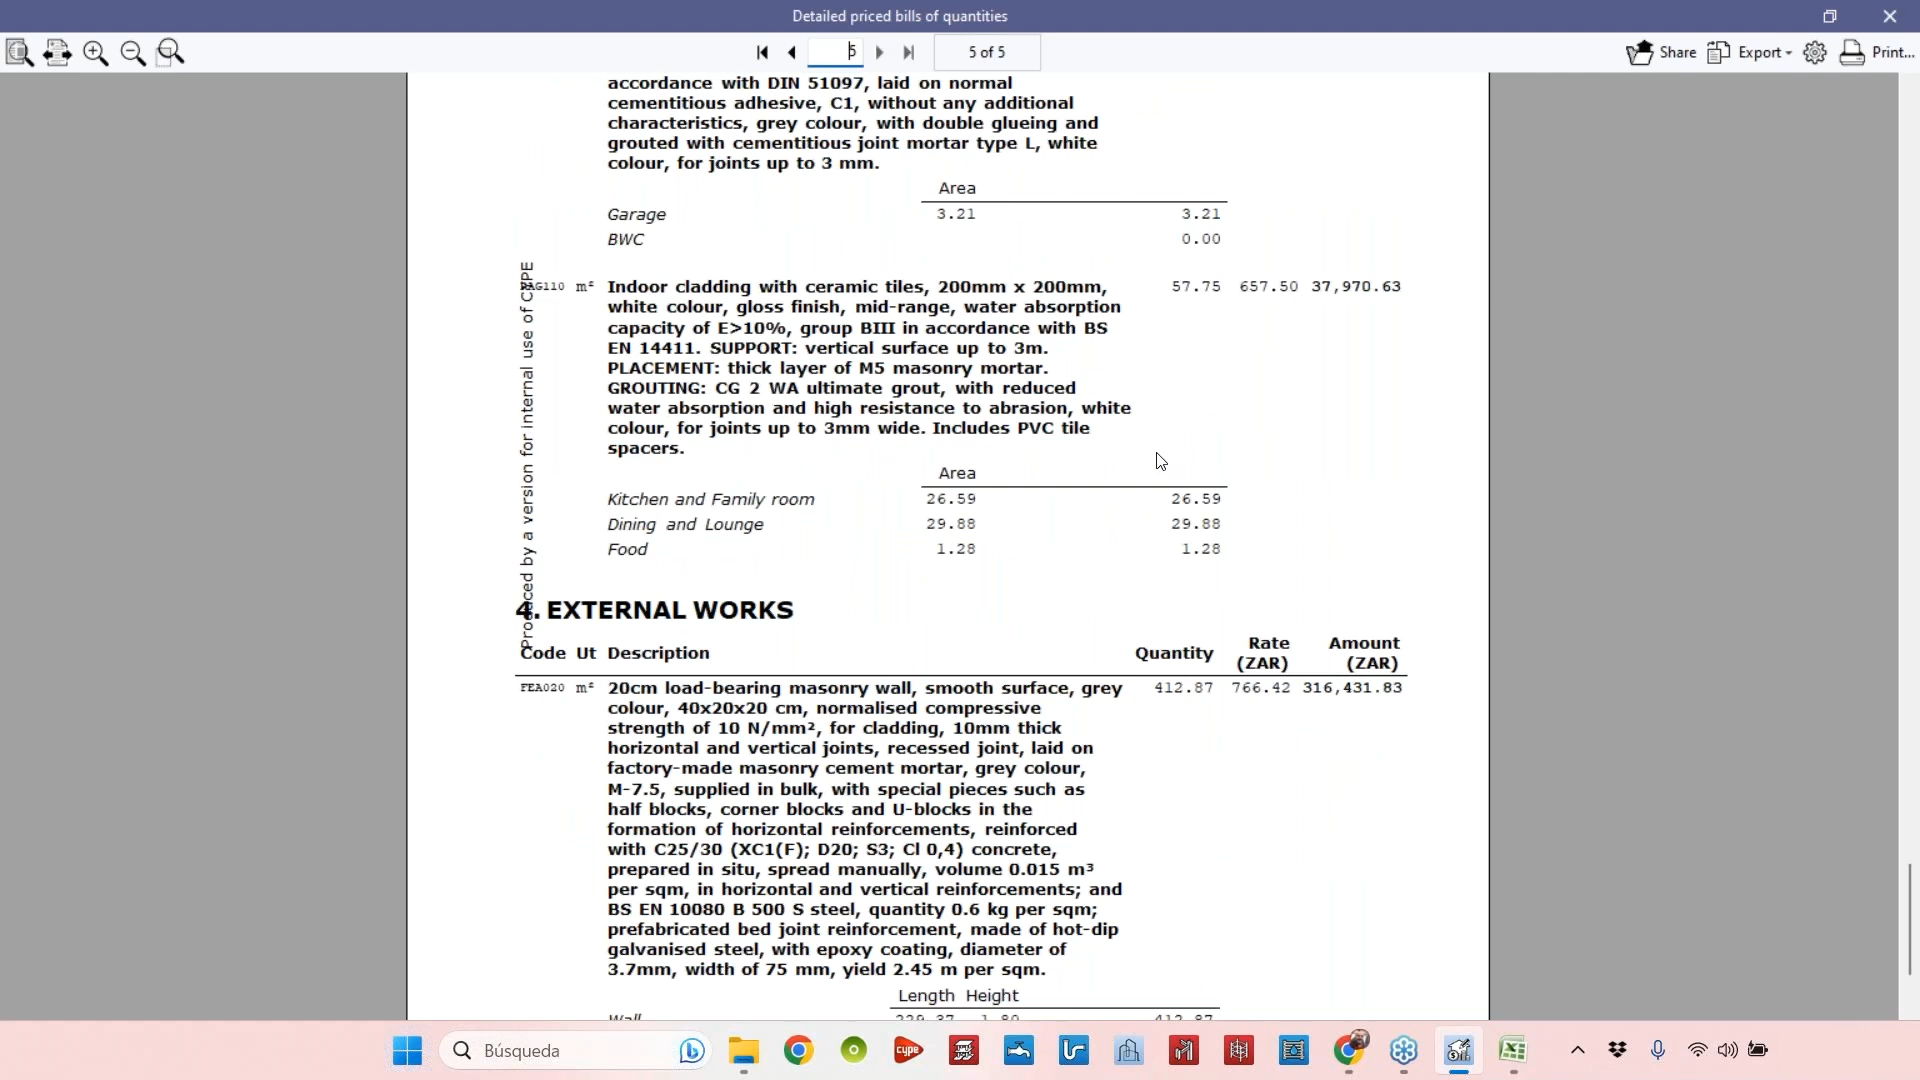 Detailed priced bills of quantities
5
5 of 5
Share
Export
Print...
accordance with DIN 51097, laid on normal
cementitious adhesive, C1, without any additional
characteristics, grey colour, with double glueing and
grouted with cementitious joint mortar type L, white
colour, for joints up to 3 mm.
Area
Garage 3.21 3.21
BWC 0.00
Produced by a version for internal use of CYPE
m² Indoor cladding with ceramic tiles, 200mm x 200mm, 57.75 657.50 37,970.63
white colour, gloss finish, mid-range, water absorption
capacity of E>10%, group BIII in accordance with BS
EN 14411. SUPPORT: vertical surface up to 3m.
PLACEMENT: thick layer of M5 masonry mortar.
GROUTING: CG 2 WA ultimate grout, with reduced
water absorption and high resistance to abrasion, white
colour, for joints up to 3mm wide. Includes PVC tile
spacers.
Area
Kitchen and Family room 26.59 26.59
Dining and Lounge 29.88 29.88
Food 1.28 1.28
4. EXTERNAL WORKS
Code Ut Description Quantity Rate (ZAR) Amount (ZAR)
FEA020 m² 20cm load-bearing masonry wall, smooth surface, grey 412.87 766.42 316,431.83
colour, 40x20x20 cm, normalised compressive
strength of 10 N/mm², for cladding, 10mm thick
horizontal and vertical joints, recessed joint, laid on
factory-made masonry cement mortar, grey colour,
M-7.5, supplied in bulk, with special pieces such as
half blocks, corner blocks and U-blocks in the
formation of horizontal reinforcements, reinforced
with C25/30 (XC1(F); D20; S3; Cl 0,4) concrete,
prepared in situ, spread manually, volume 0.015 m³
per sqm, in horizontal and vertical reinforcements; and
BS EN 10080 B 500 S steel, quantity 0.6 kg per sqm;
prefabricated bed joint reinforcement, made of hot-dip
galvanised steel, with epoxy coating, diameter of
3.7mm, width of 75 mm, yield 2.45 m per sqm.
Length Height
Wall 229.37 1.80 412.87
Búsqueda
cype